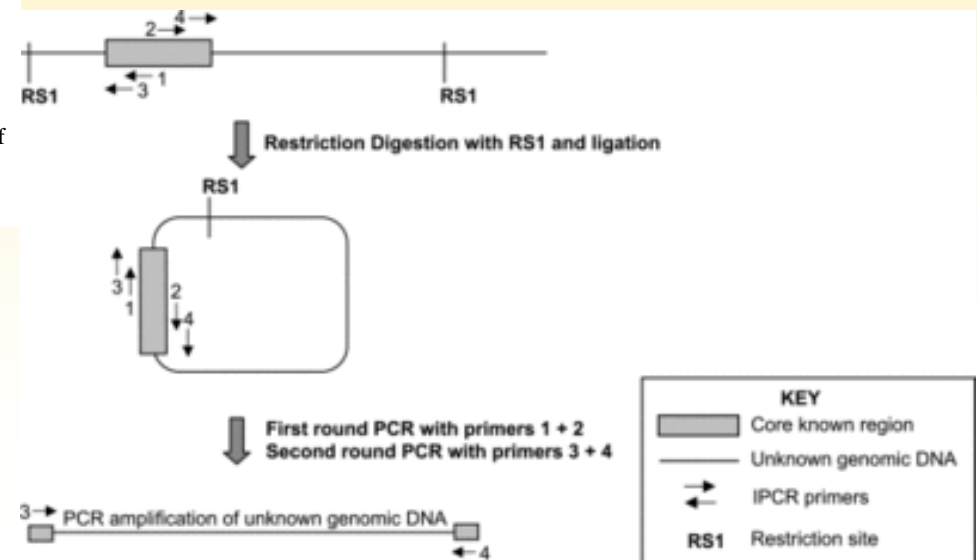 4
2
1
3
RS1
RS1
f
Restriction Digestion with RS1 and ligation
RS1
3
1
2
4
First round PCR with primers 1 + 2
Second round PCR with primers 3 + 4
3
PCR amplification of unknown genomic DNA
4
KEY
Core known region
Unknown genomic DNA
IPCR primers
RS1 Restriction site